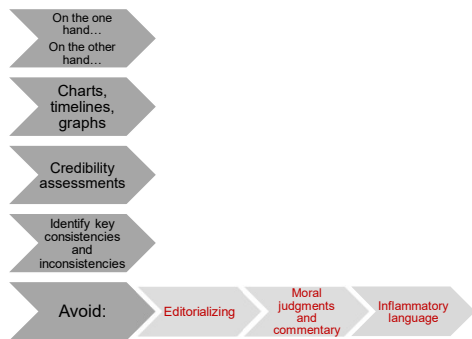 On the one
hand…
On the other
hand…
Charts,
timelines,
graphs
Credibility
assessments
Identify key
consistencies
and
inconsistencies
Avoid:
Editorializing
Moral
judgments
and
commentary
Inflammatory
language